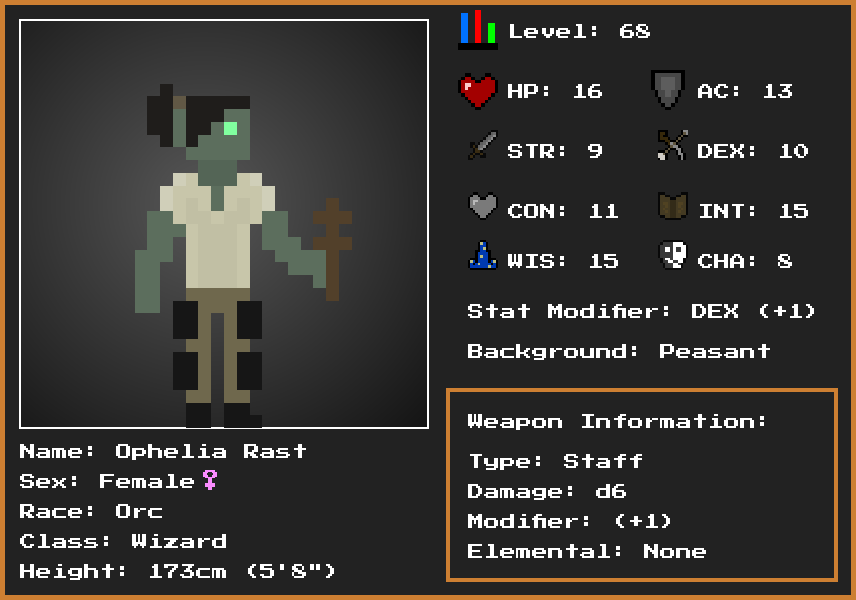 Level: 68
HP: 16 AC: 13
STR: 9 DEX: 10
CON: 11 INT: 15
WIS: 15 CHA: 8
Stat Modifier: DEX (+1)
Background: Peasant
Weapon Information:
Type: Staff
Damage: d6
Modifier: (+1)
Elemental: None
Name: Ophelia Rast
Sex: Female♀
Race: Orc
Class: Wizard
Height: 173cm (5'8")